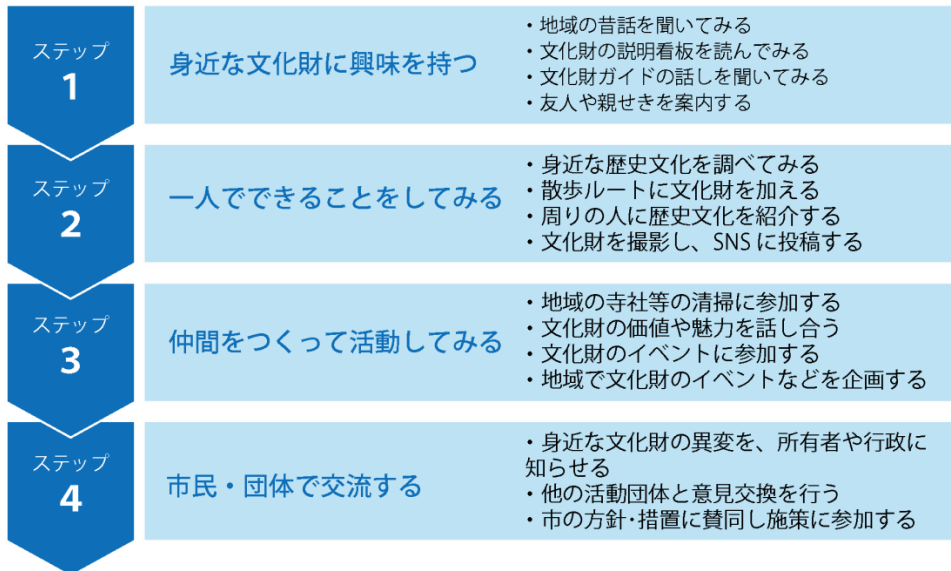 ステップ
1
身近な文化財に興味を持つ
・地域の昔話を聞いてみる
・文化財の説明看板を読んでみる
・文化財ガイドの話しを聞いてみる
・友人や親せきを案内する
ステップ
2
一人でできることをしてみる
・身近な歴史文化を調べてみる
・散歩ルートに文化財を加える
・周りの人に歴史文化を紹介する
・文化財を撮影し、SNSに投稿する
ステップ
3
仲間をつくって活動してみる
・地域の寺社等の清掃に参加する
・文化財の価値や魅力を話し合う
・文化財のイベントに参加する
・地域で文化財のイベントなどを企画する
ステップ
4
市民・団体で交流する
・身近な文化財の異変を、所有者や行政に
知らせる
・他の活動団体と意見交換を行う
・市の方針・措置に賛同し施策に参加する